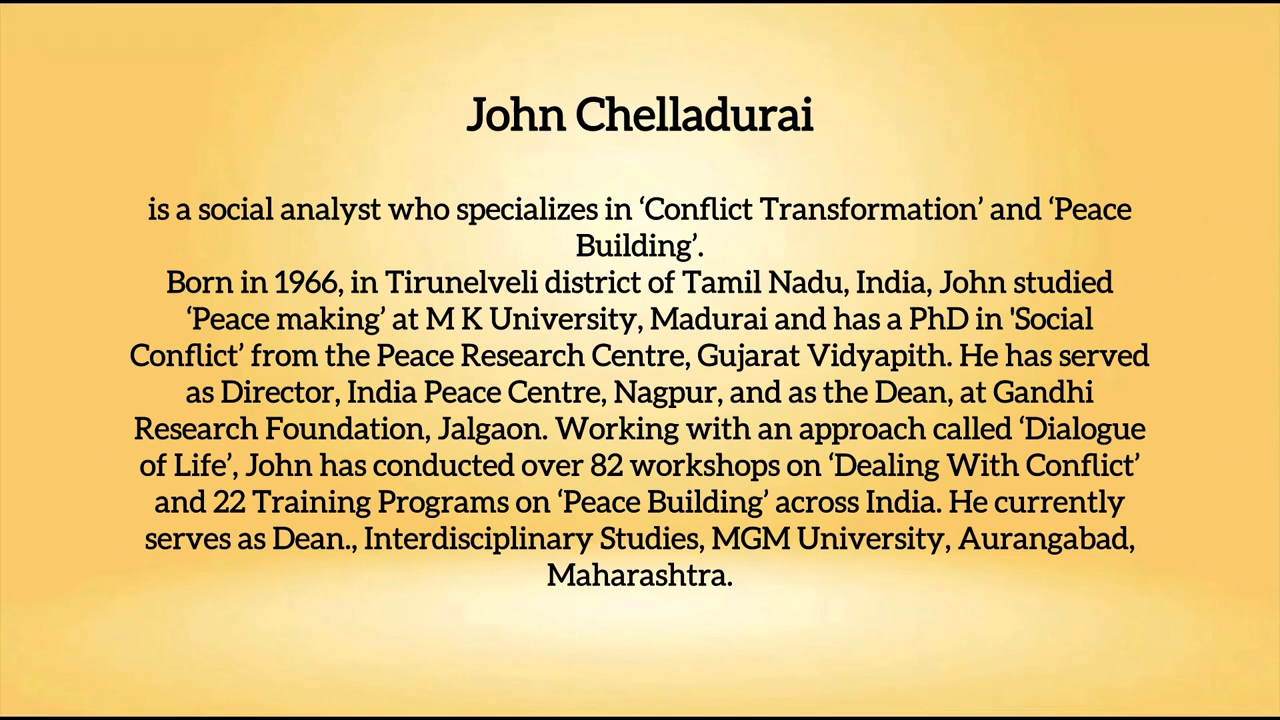 John Chelladurai
is a social analyst who specializes in ‘Conflict Transformation’ and ‘Peace
Building’.
Born in 1966, in Tirunelveli district of Tamil Nadu, India, John studied
‘Peace making’ at M K University, Madurai and has a PhD in 'Social
Conflict’ from the Peace Research Centre, Gujarat Vidyapith. He has served
as Director, India Peace Centre, Nagpur, and as the Dean, at Gandhi
Research Foundation, Jalgaon. Working with an approach called ‘Dialogue
of Life’, John has conducted over 82 workshops on ‘Dealing With Conflict’
and 22 Training Programs on ‘Peace Building’ across India. He currently
serves as Dean., Interdisciplinary Studies, MGM University, Aurangabad,
Maharashtra.